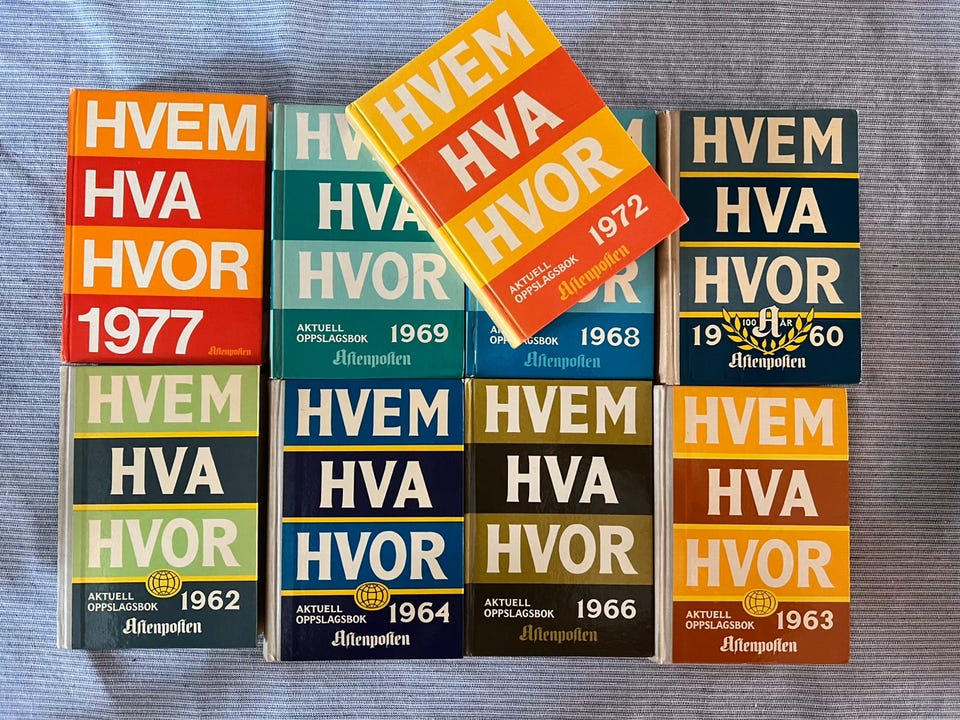 HVEM
HVA
HVOR
1977
Aftenposten
HV
HVA
HVOR
AKTUELL
OPPSLAGSBOK 1969
Aftenposten
HVEM
HVA
HVOR
1972
AKTUELL
OPPSLAGSBOK
Aftenposten
M
OR
1968
Aftenposten
HVEM
HVA
HVOR
100 A ÅR
19 60
Aftenposten
HVEM
HVA
HVOR
AKTUELL
OPPSLAGSBOK 1962
Aftenposten
HVEM
HVA
HVOR
AKTUELL
OPPSLAGSBOK 1964
Aftenposten
HVEM
HVA
HVOR
AKTUELL
OPPSLAGSBOK 1966
Aftenposten
HVEM
HVA
HVOR
AKTUELL
OPPSLAGSBOK 1963
Aftenposten